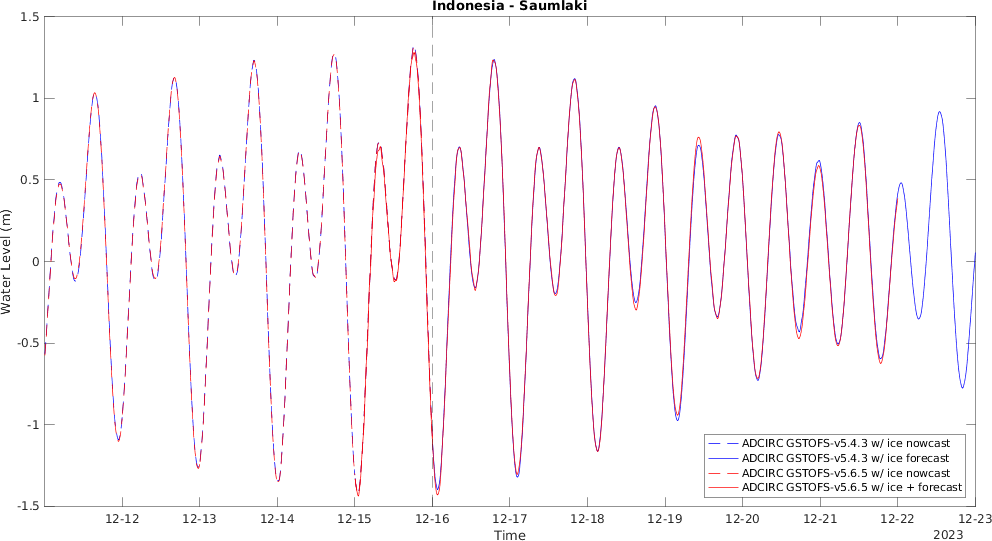 Indonesia - Saumlaki
1.5
1
0.5
0
-0.5
-1
-1.5
Water Level (m)
ADCIRC GSTOFS-v5.4.3 w/ ice nowcast
ADCIRC GSTOFS-v5.4.3 w/ ice forecast
ADCIRC GSTOFS-v5.6.5 w/ ice nowcast
ADCIRC GSTOFS-v5.6.5 w/ ice + forecast
12-12 12-13 12-14 12-15 12-16 12-17 12-18 12-19 12-20 12-21 12-22 12-23
Time
2023